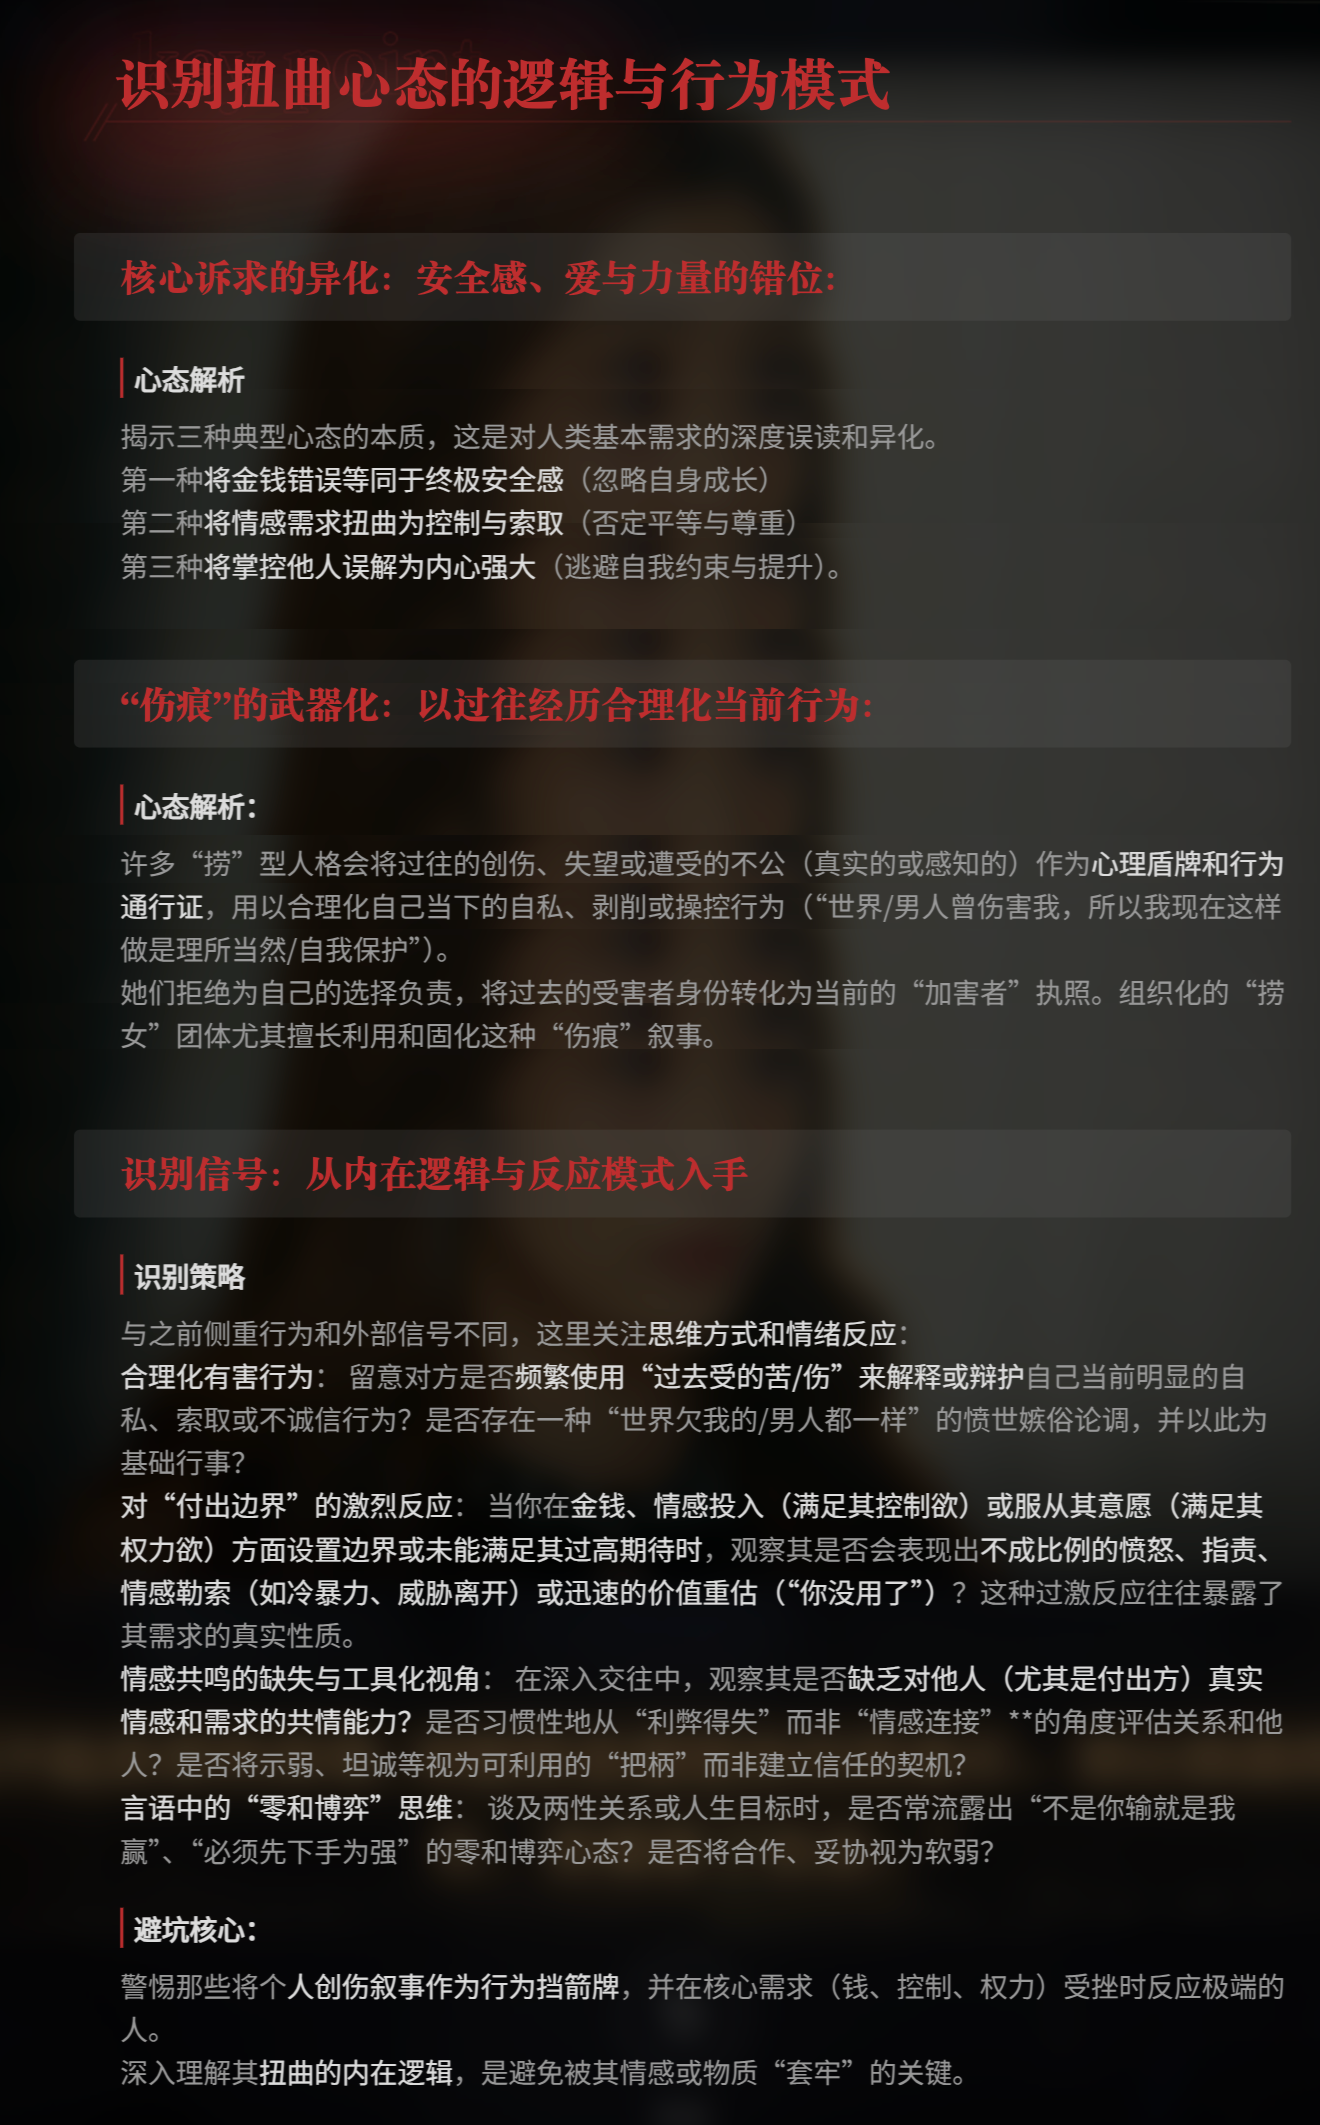 key point
识别扭曲心态的逻辑与行为模式
核心诉求的异化：安全感、爱与力量的错位：
心态解析
揭示三种典型心态的本质，这是对人类基本需求的深度误读和异化。
第一种将金钱错误等同于终极安全感（忽略自身成长）
第二种将情感需求扭曲为控制与索取（否定平等与尊重）
第三种将掌控他人误解为内心强大（逃避自我约束与提升）。
“伤痕”的武器化：以过往经历合理化当前行为：
心态解析：
许多“捞”型人格会将过往的创伤、失望或遭受的不公（真实的或感知的）作为心理盾牌和行为
通行证，用以合理化自己当下的自私、剥削或操控行为（“世界/男人曾伤害我，所以我现在这样
做是理所当然/自我保护”）。
她们拒绝为自己的选择负责，将过去的受害者身份转化为当前的“加害者”执照。组织化的“捞
女”团体尤其擅长利用和固化这种“伤痕”叙事。
识别信号：从内在逻辑与反应模式入手
识别策略
与之前侧重行为和外部信号不同，这里关注思维方式和情绪反应：
合理化有害行为： 留意对方是否频繁使用“过去受的苦/伤”来解释或辩护自己当前明显的自
私、索取或不诚信行为？是否存在一种“世界欠我的/男人都一样”的愤世嫉俗论调，并以此为
基础行事？
对“付出边界”的激烈反应： 当你在金钱、情感投入（满足其控制欲）或服从其意愿（满足其
权力欲）方面设置边界或未能满足其过高期待时，观察其是否会表现出不成比例的愤怒、指责、
情感勒索（如冷暴力、威胁离开）或迅速的价值重估（“你没用了”）？这种过激反应往往暴露了
其需求的真实性质。
情感共鸣的缺失与工具化视角： 在深入交往中，观察其是否缺乏对他人（尤其是付出方）真实
情感和需求的共情能力？是否习惯性地从“利弊得失”而非“情感连接”**的角度评估关系和他
人？是否将示弱、坦诚等视为可利用的“把柄”而非建立信任的契机？
言语中的“零和博弈”思维： 谈及两性关系或人生目标时，是否常流露出“不是你输就是我
赢”、“必须先下手为强”的零和博弈心态？是否将合作、妥协视为软弱？
避坑核心：
警惕那些将个人创伤叙事作为行为挡箭牌，并在核心需求（钱、控制、权力）受挫时反应极端的
人。
深入理解其扭曲的内在逻辑，是避免被其情感或物质“套牢”的关键。